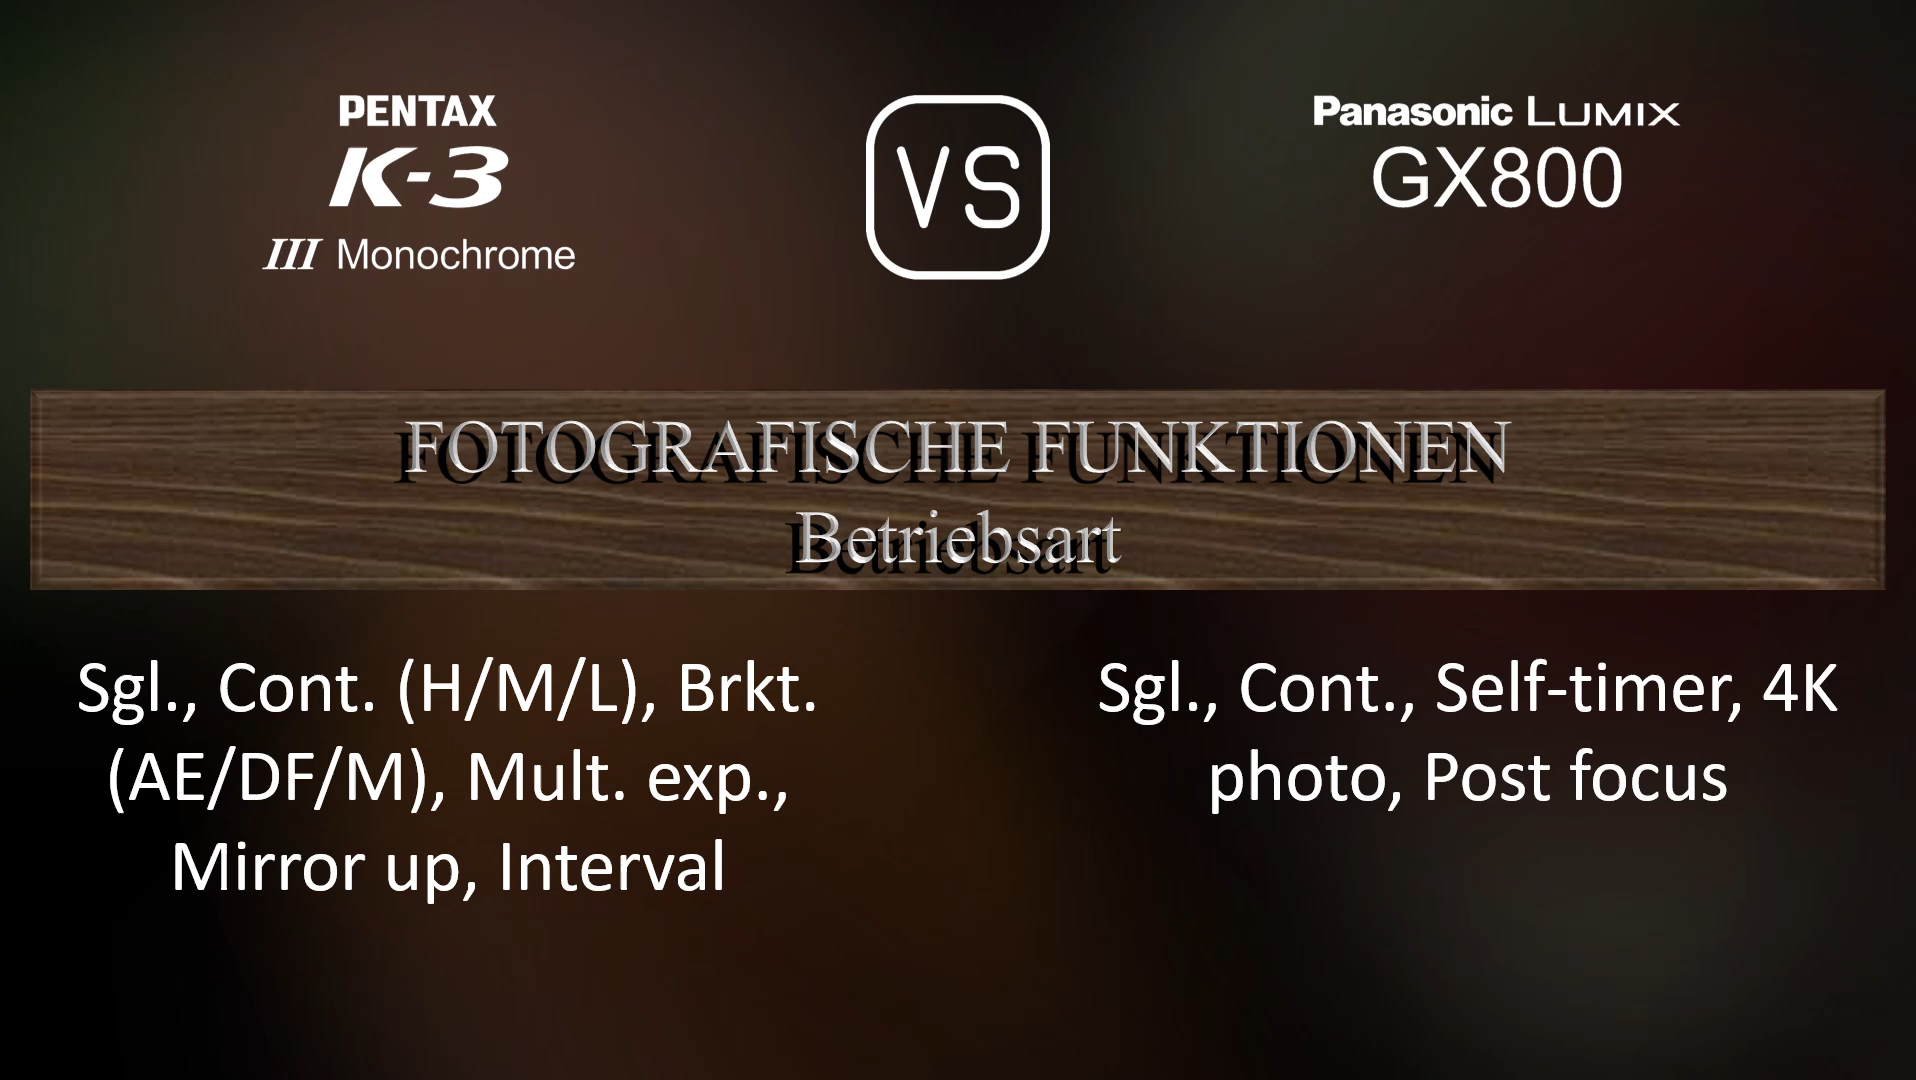 PENTAX
K-3
III Monochrome
VS
Panasonic LUMIX
GX800
FOTOGRAFISCHE FUNKTIONEN
Betriebsart
Sgl., Cont. (H/M/L), Brkt.
(AE/DF/M), Mult. exp.,
Mirror up, Interval
Sgl., Cont., Self-timer, 4K
photo, Post focus